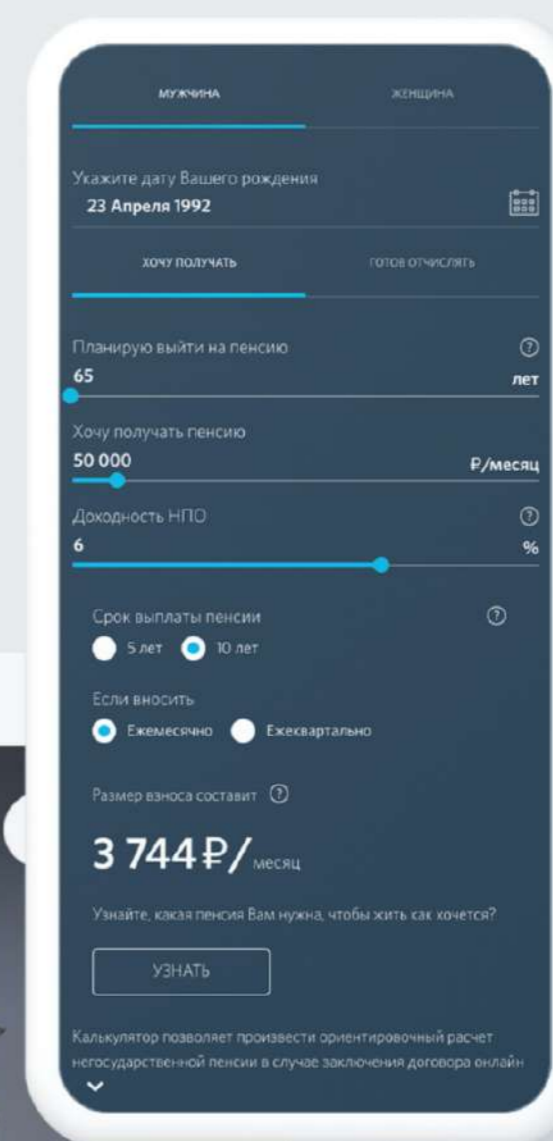 МУЖЧИНА ЖЕНЩИНА
Укажите дату Вашего рождения
23 Апреля 1992
ХОЧУ ПОЛУЧАТЬ ГОТОВ ОТЧИСЛЯТЬ
Планирую выйти на пенсию ?
65 лет
Хочу получать пенсию
50 000 ₽/месяц
Доходность НПО ?
6 %
Срок выплаты пенсии ?
5 лет 10 лет
Если вносить
Ежемесячно Ежеквартально
Размер взноса составит ?
3 744 ₽/ месяц
Узнайте, какая пенсия Вам нужна, чтобы жить как хочется?
УЗНАТЬ
Калькулятор позволяет произвести ориентировочный расчет
негосударственной пенсии в случае заключения договора онлайн